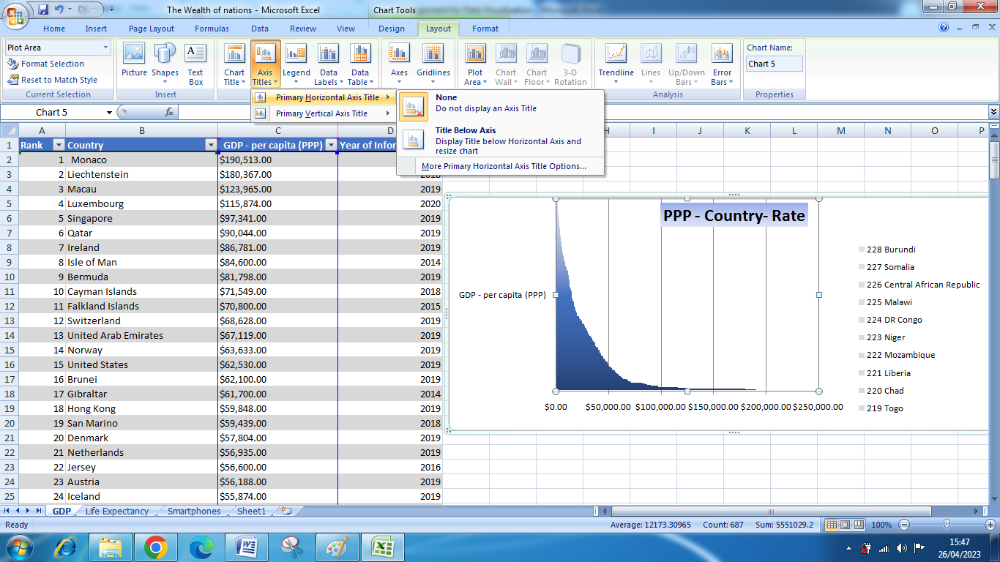 The Wealth of nations - Microsoft Excel
Chart Tools
Home Insert Page Layout Formulas Data Review View Design Layout Format
Plot Area
Format Selection
Reset to Match Style
Current Selection
Picture
Shapes
Text Box
Insert
Chart Title
Axis Titles
Legend
Data Labels
Data Table
Axes
Gridlines
Plot Area
Chart Wall
Chart Floor
3-D Rotation
Trendline
Lines
Up/Down Bars
Error Bars
Analysis
Chart Name:
Chart 5
Properties
Primary Horizontal Axis Title
Primary Vertical Axis Title
None
Do not display an Axis Title
Title Below Axis
Display Title below Horizontal Axis and
resize chart
More Primary Horizontal Axis Title Options...
Chart 5 fx
A B C D H I J K L M N O P
1 Rank Country GDP - per capita (PPP) Year of Infor
2 1 Monaco $190,513.00
3 2 Liechtenstein $180,367.00 2018
4 3 Macau $123,965.00 2019
5 4 Luxembourg $115,874.00 2020
6 5 Singapore $97,341.00 2019
7 6 Qatar $90,044.00 2019
8 7 Ireland $86,781.00 2019
9 8 Isle of Man $84,600.00 2014
10 9 Bermuda $81,798.00 2019
11 10 Cayman Islands $71,549.00 2018
12 11 Falkland Islands $70,800.00 2015
13 12 Switzerland $68,628.00 2019
14 13 United Arab Emirates $67,119.00 2019
15 14 Norway $63,633.00 2019
16 15 United States $62,530.00 2019
17 16 Brunei $62,100.00 2019
18 17 Gibraltar $61,700.00 2014
19 18 Hong Kong $59,848.00 2019
20 19 San Marino $59,439.00 2018
21 20 Denmark $57,804.00 2019
22 21 Netherlands $56,935.00 2019
23 22 Jersey $56,600.00 2016
24 23 Austria $56,188.00 2019
25 24 Iceland $55,874.00 2019
PPP - Country- Rate
GDP - per capita (PPP)
$0.00 $50,000.00 $100,000.00 $150,000.00 $200,000.00 $250,000.00
228 Burundi
227 Somalia
226 Central African Republic
225 Malawi
224 DR Congo
223 Niger
222 Mozambique
221 Liberia
220 Chad
219 Togo
GDP Life Expectancy Smartphones Sheet1
Ready Average: 12173.30965 Count: 687 Sum: 5551029.2 100%
15:47
26/04/2023